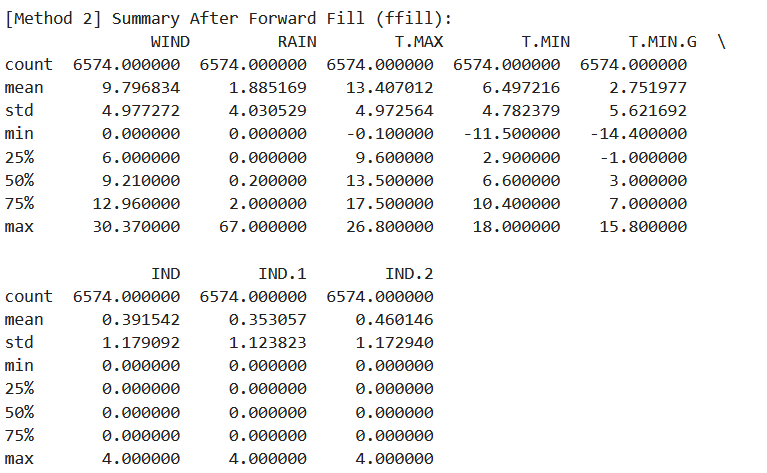 [Method 2] Summary After Forward Fill (ffill):
              WIND         RAIN        T.MAX        T.MIN      T.MIN.G  \
count  6574.000000  6574.000000  6574.000000  6574.000000  6574.000000
mean      9.796834     1.885169    13.407012     6.497216     2.751977
std       4.977272     4.030529     4.972564     4.782379     5.621692
min       0.000000     0.000000    -0.100000   -11.500000   -14.400000
25%       6.000000     0.000000     9.600000     2.900000    -1.000000
50%       9.210000     0.200000    13.500000     6.600000     3.000000
75%      12.960000     2.000000    17.500000    10.400000     7.000000
max      30.370000    67.000000    26.800000    18.000000    15.800000
               IND        IND.1        IND.2
count  6574.000000  6574.000000  6574.000000
mean      0.391542     0.353057     0.460146
std       1.179092     1.123823     1.172940
min       0.000000     0.000000     0.000000
25%       0.000000     0.000000     0.000000
50%       0.000000     0.000000     0.000000
75%       0.000000     0.000000     0.000000
max       4.000000     4.000000     4.000000